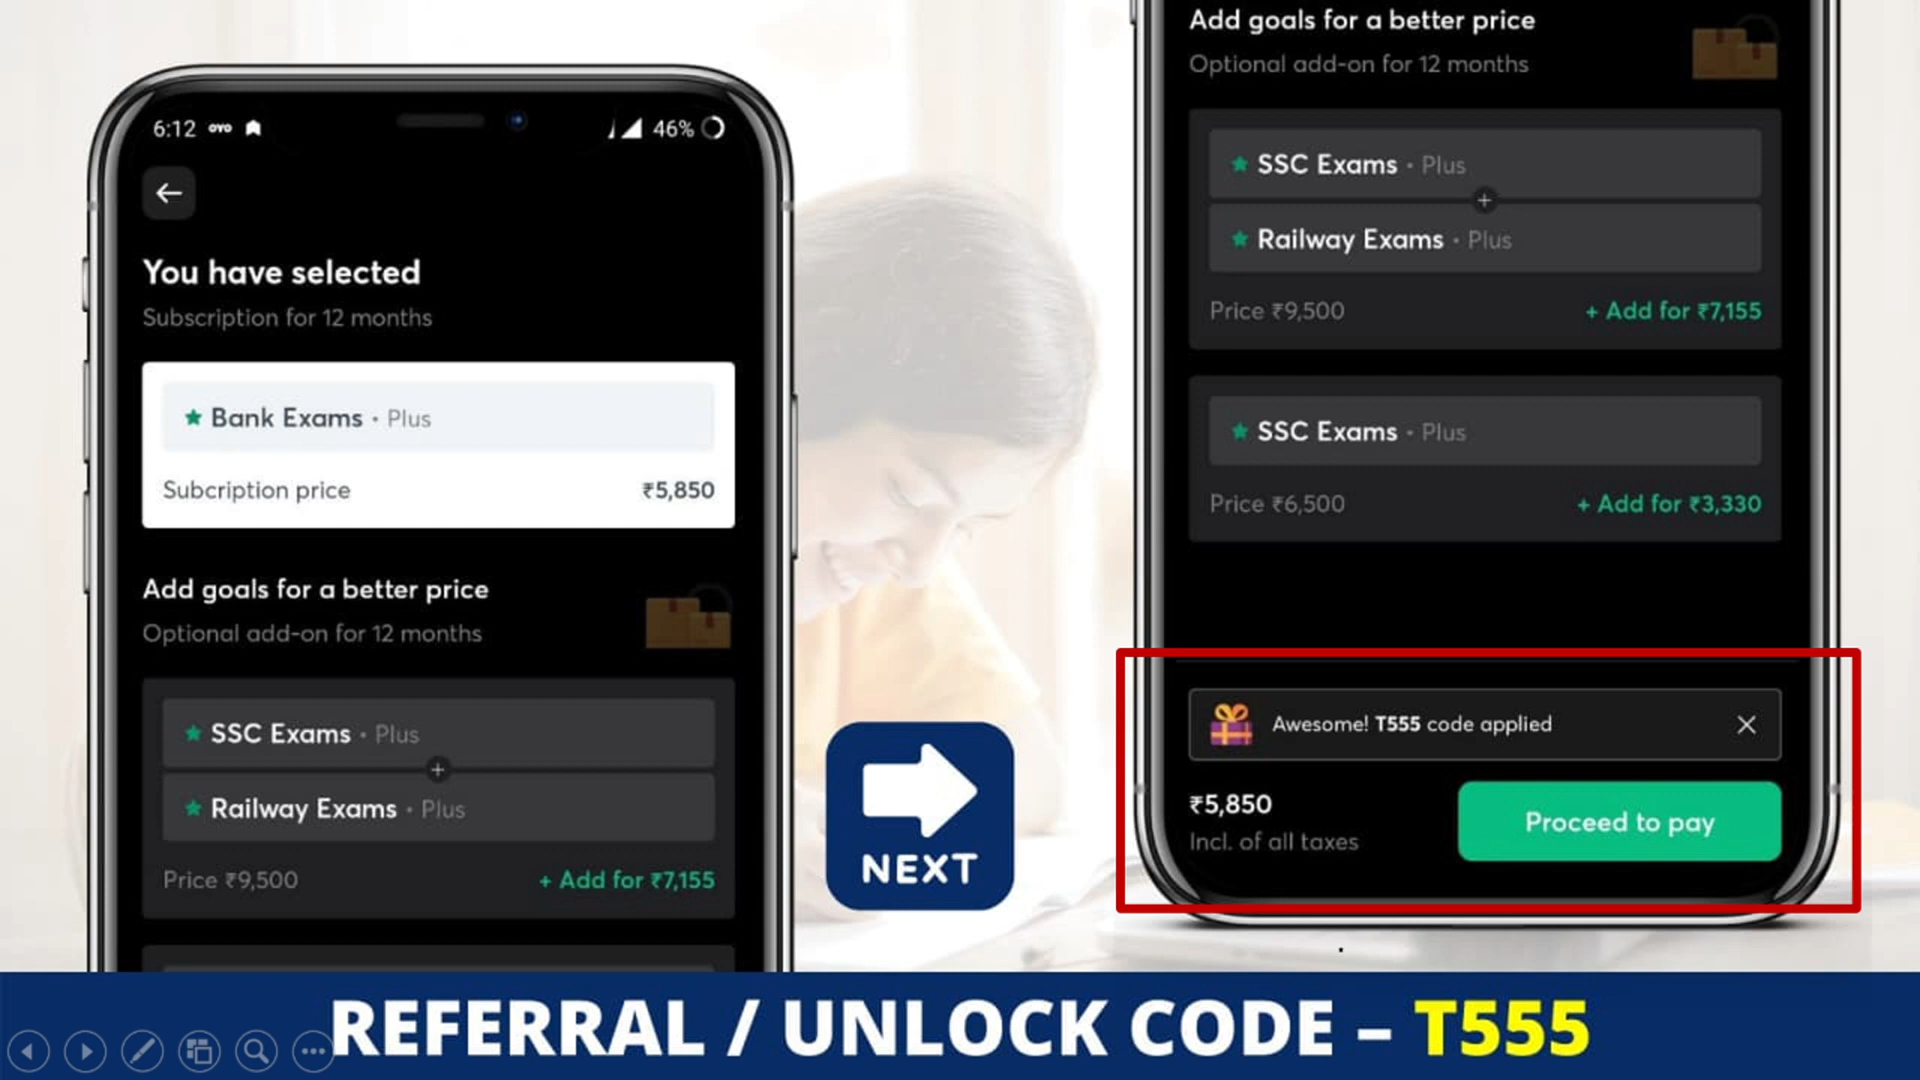 6:12 OYO 46%
You have selected
Subscription for 12 months
Bank Exams • Plus
Subcription price ₹5,850
Add goals for a better price
Optional add-on for 12 months
SSC Exams • Plus
+
Railway Exams • Plus
Price ₹9,500 + Add for ₹7,155
NEXT
Add goals for a better price
Optional add-on for 12 months
SSC Exams • Plus
+
Railway Exams • Plus
Price ₹9,500 + Add for ₹7,155
SSC Exams • Plus
Price ₹6,500 + Add for ₹3,330
Awesome! T555 code applied
₹5,850
Incl. of all taxes
Proceed to pay
REFERRAL / UNLOCK CODE – T555